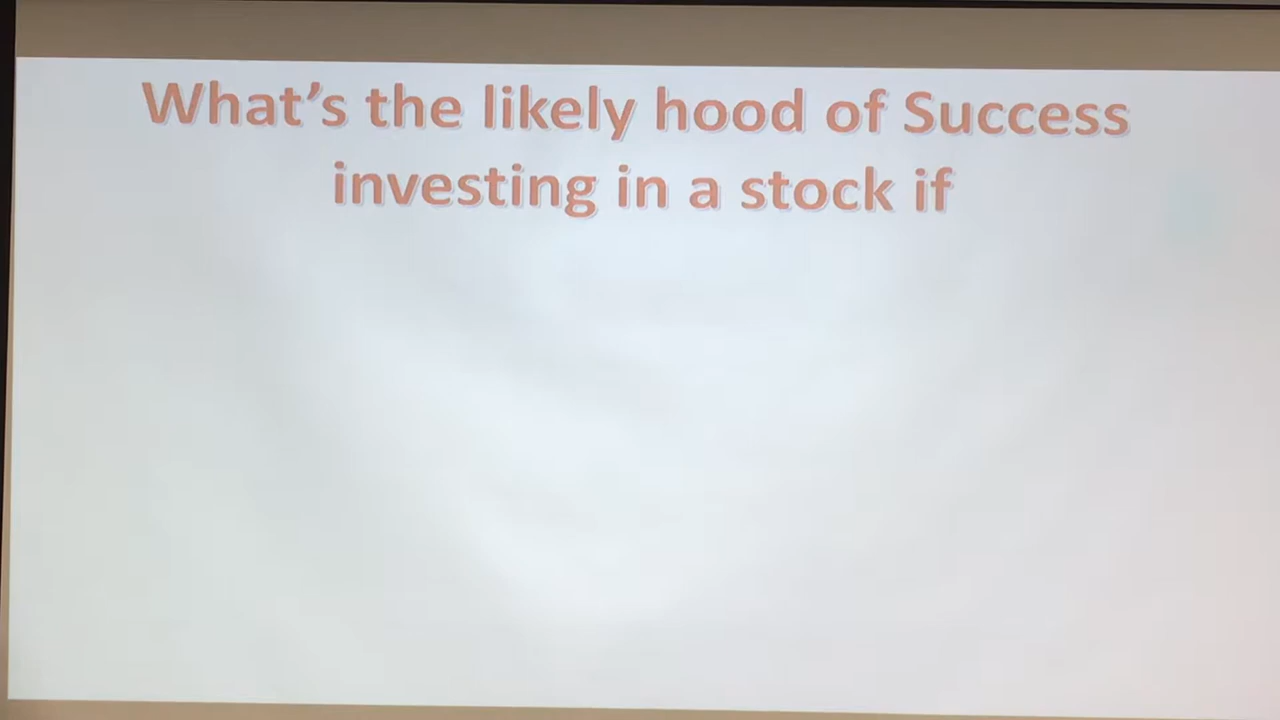 What's the likely hood of Success
investing in a stock if